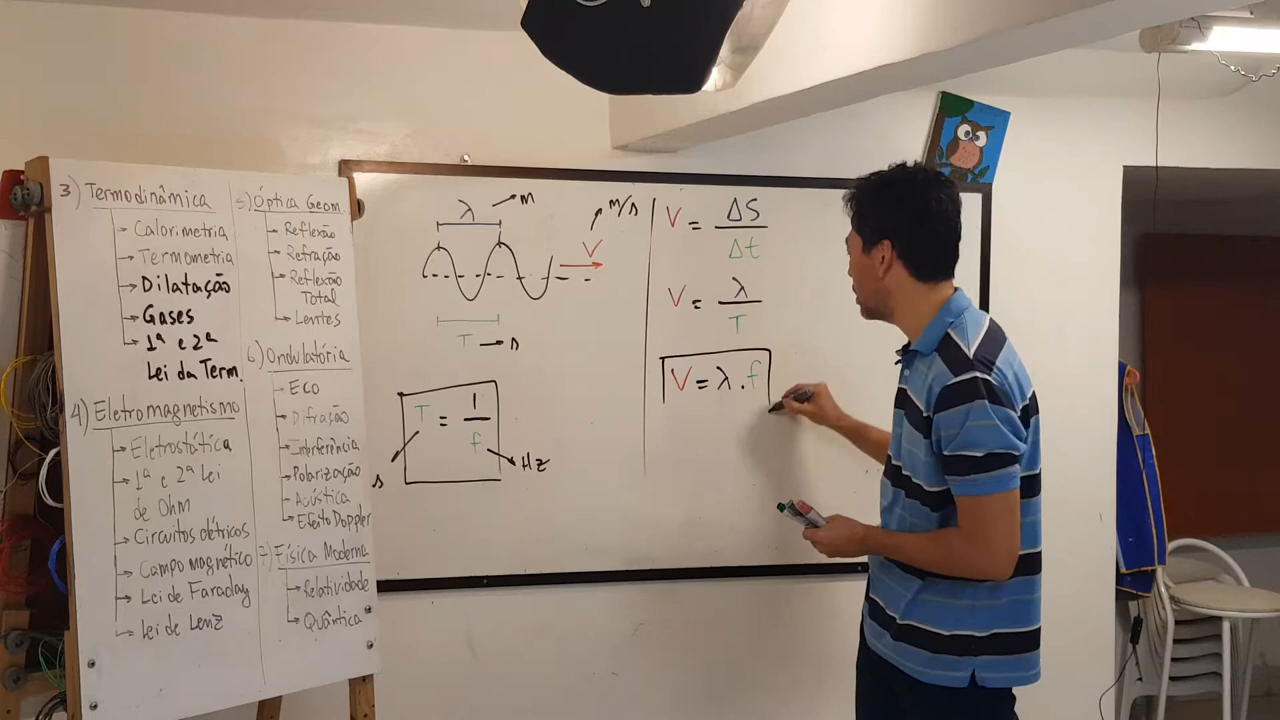 3) Termodinâmica
→ Calorimetria
→ Termometria
→ Dilatação
→ Gases
→ 1ª e 2ª
Lei da Term.
4) Eletromagnetismo
→ Eletrostática
→ 1ª e 2ª Lei
de Ohm
→ Circuitos elétricos
→ Campo magnético
→ Lei de Faraday
→ Lei de Lenz
5) Óptica Geom.
→ Reflexão
→ Refração
→ Reflexão
Total
→ Lentes
6) Ondulatória
→ Eco
→ Difração
→ Interferência
→ Polarização
→ Acústica
→ Efeito Doppler
7) Física Moderna
→ Relatividade
→ Quântica
λ → m
V → m/s
T → s
T = 1/f
s
Hz
V = ΔS/Δt
V = λ/T
V = λ . f